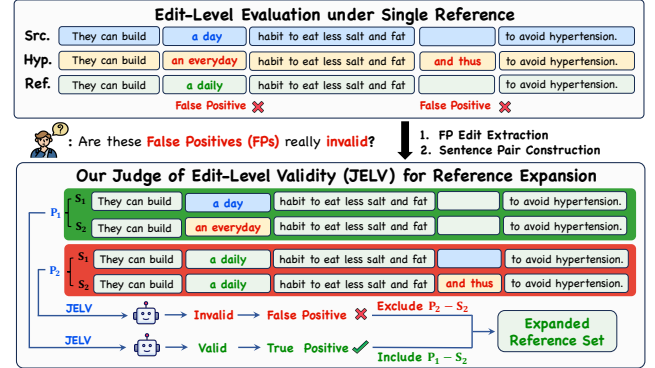 Edit-Level Evaluation under Single Reference
Src. They can build a day habit to eat less salt and fat to avoid hypertension.
Hyp. They can build an everyday habit to eat less salt and fat and thus to avoid hypertension.
Ref. They can build a daily habit to eat less salt and fat to avoid hypertension.
False Positive ❌ False Positive ❌
? : Are these False Positives (FPs) really invalid?
1. FP Edit Extraction
2. Sentence Pair Construction
Our Judge of Edit-Level Validity (JELV) for Reference Expansion
P₁ S₁ They can build a day habit to eat less salt and fat to avoid hypertension.
S₂ They can build an everyday habit to eat less salt and fat to avoid hypertension.
P₂ S₁ They can build a daily habit to eat less salt and fat to avoid hypertension.
S₂ They can build a daily habit to eat less salt and fat and thus to avoid hypertension.
JELV Invalid False Positive ❌ Exclude P₂ − S₂
JELV Valid True Positive ✔ Include P₁ − S₂
Expanded
Reference Set